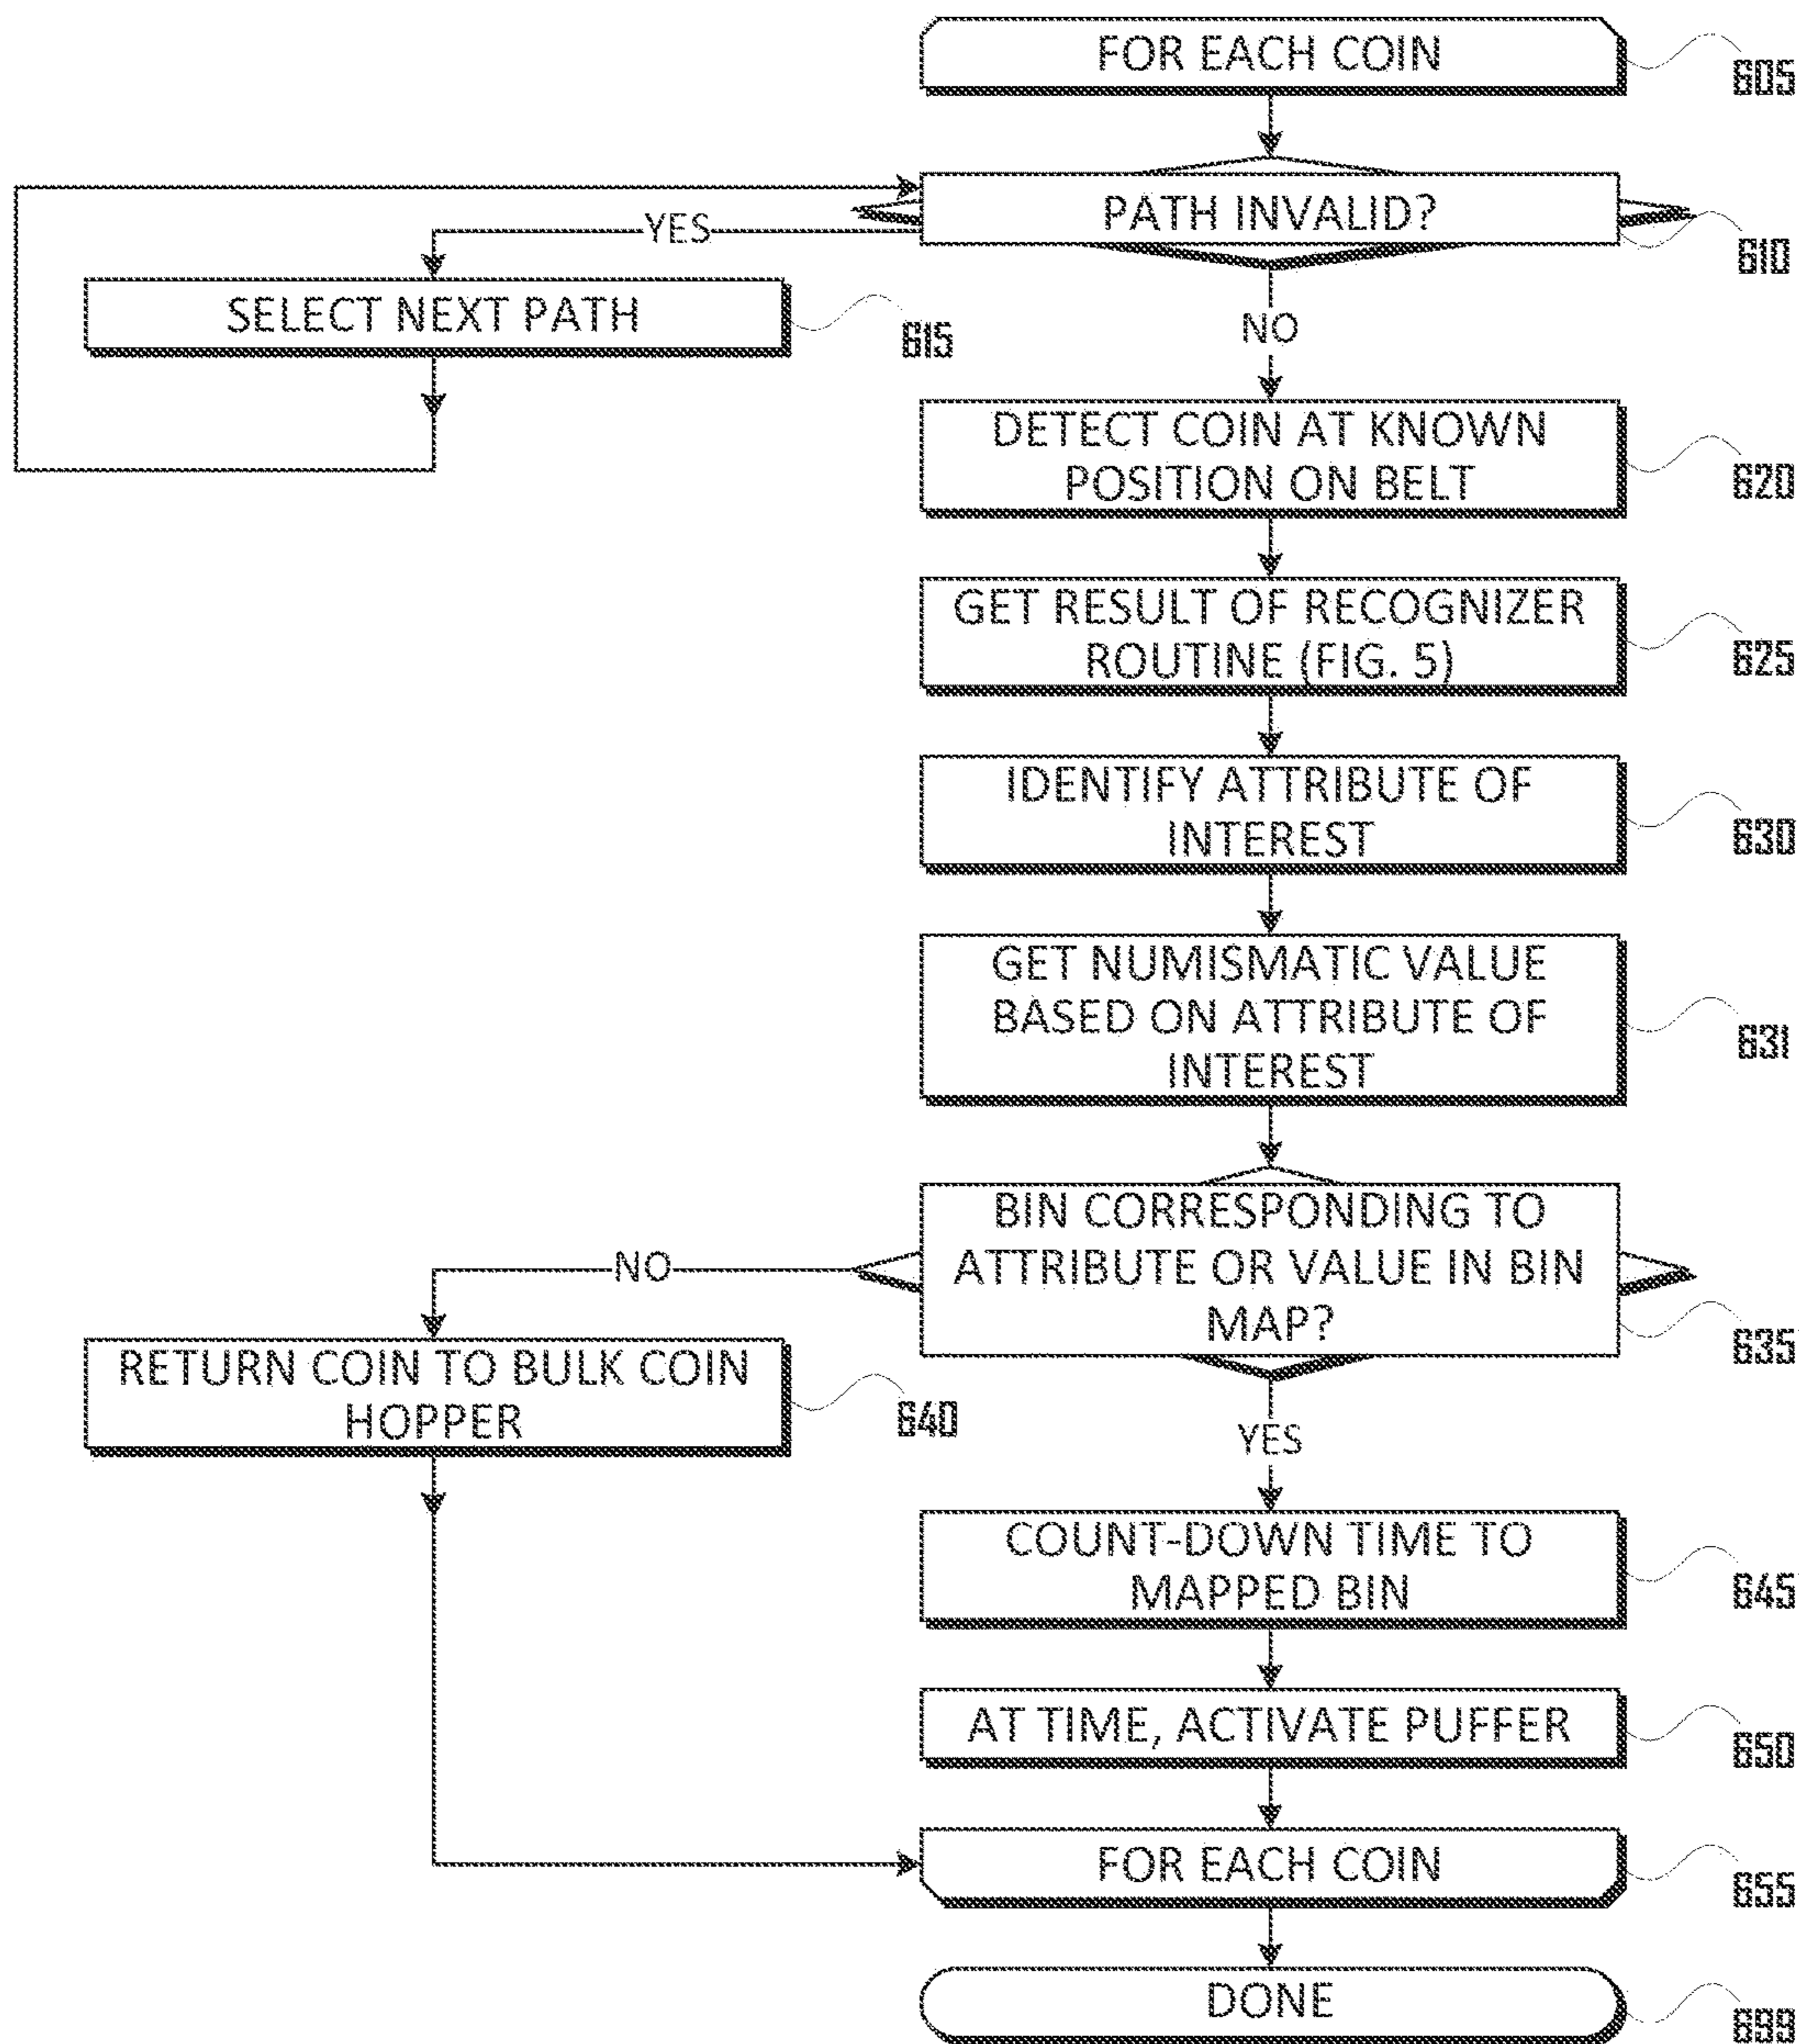 FOR EACH COIN
605
PATH INVALID?
610
YES
SELECT NEXT PATH
615
NO
DETECT COIN AT KNOWN
POSITION ON BELT
620
GET RESULT OF RECOGNIZER
ROUTINE (FIG. 5)
625
IDENTIFY ATTRIBUTE OF
INTEREST
630
GET NUMISMATIC VALUE
BASED ON ATTRIBUTE OF
INTEREST
631
BIN CORRESPONDING TO
ATTRIBUTE OR VALUE IN BIN
MAP?
635
NO
RETURN COIN TO BULK COIN
HOPPER
640
YES
COUNT-DOWN TIME TO
MAPPED BIN
645
AT TIME, ACTIVATE PUFFER
650
FOR EACH COIN
655
DONE
699